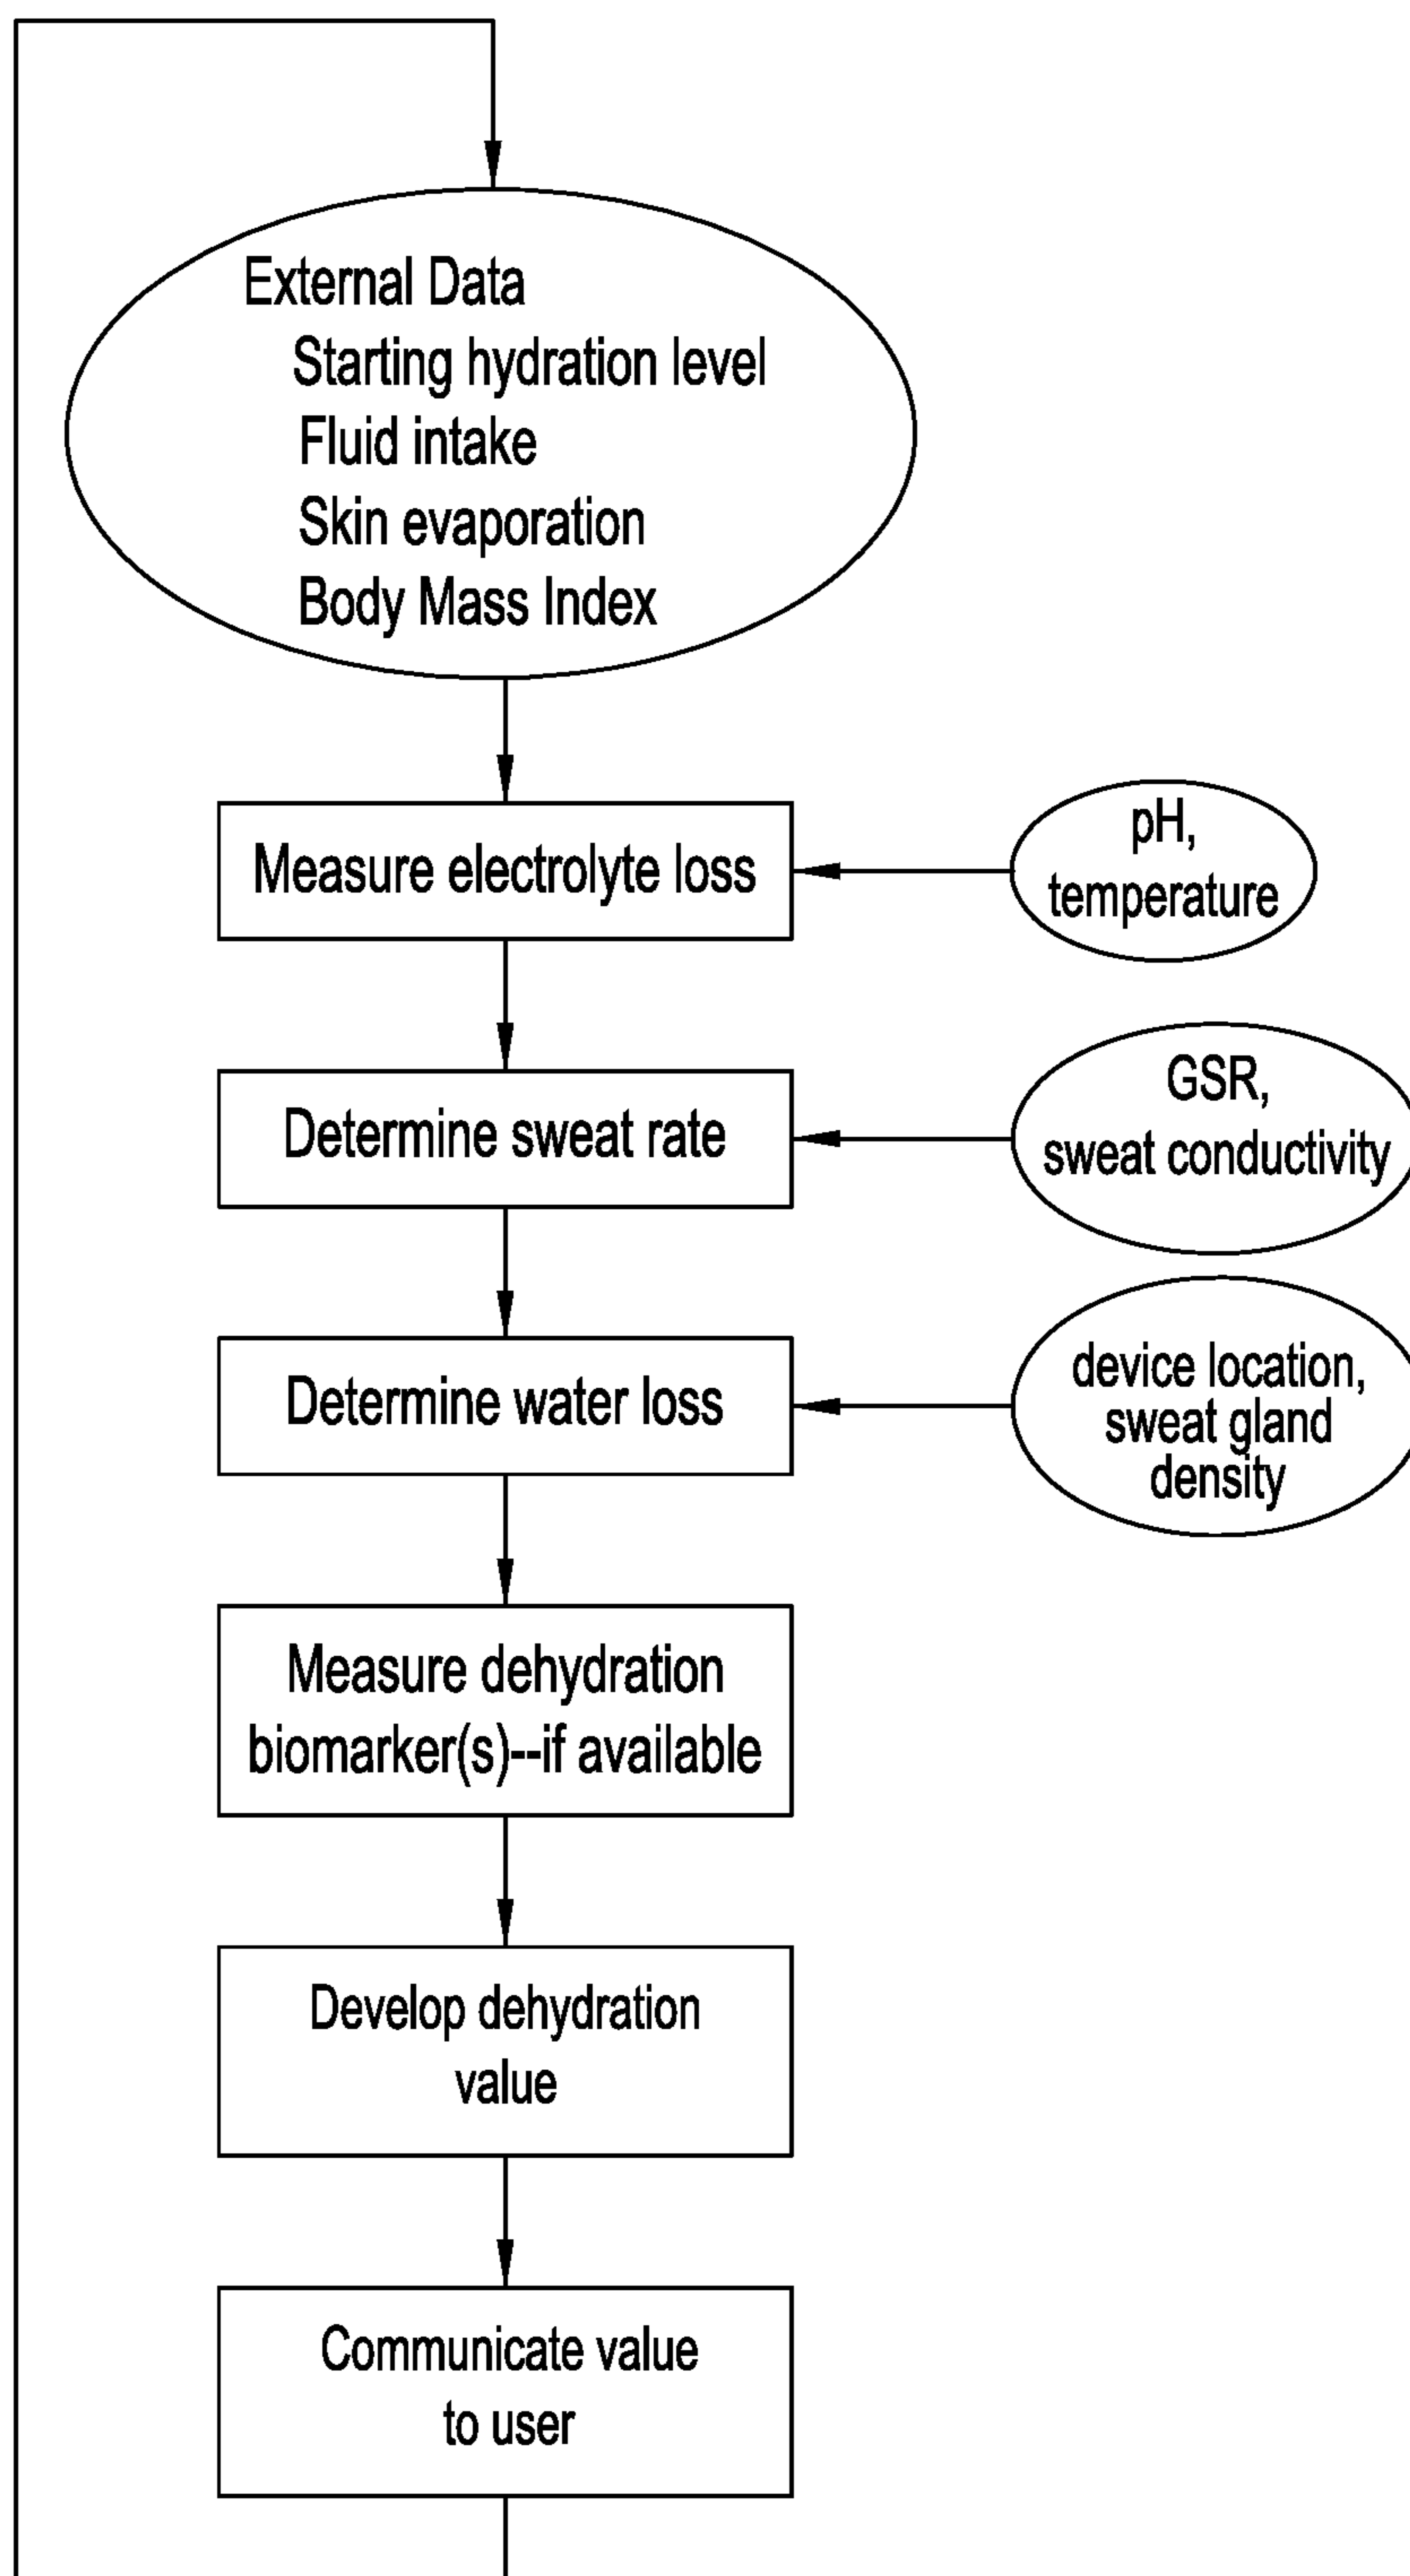 External Data
Starting hydration level
Fluid intake
Skin evaporation
Body Mass Index
Measure electrolyte loss
pH,
temperature
Determine sweat rate
GSR,
sweat conductivity
Determine water loss
device location,
sweat gland
density
Measure dehydration
biomarker(s)--if available
Develop dehydration
value
Communicate value
to user